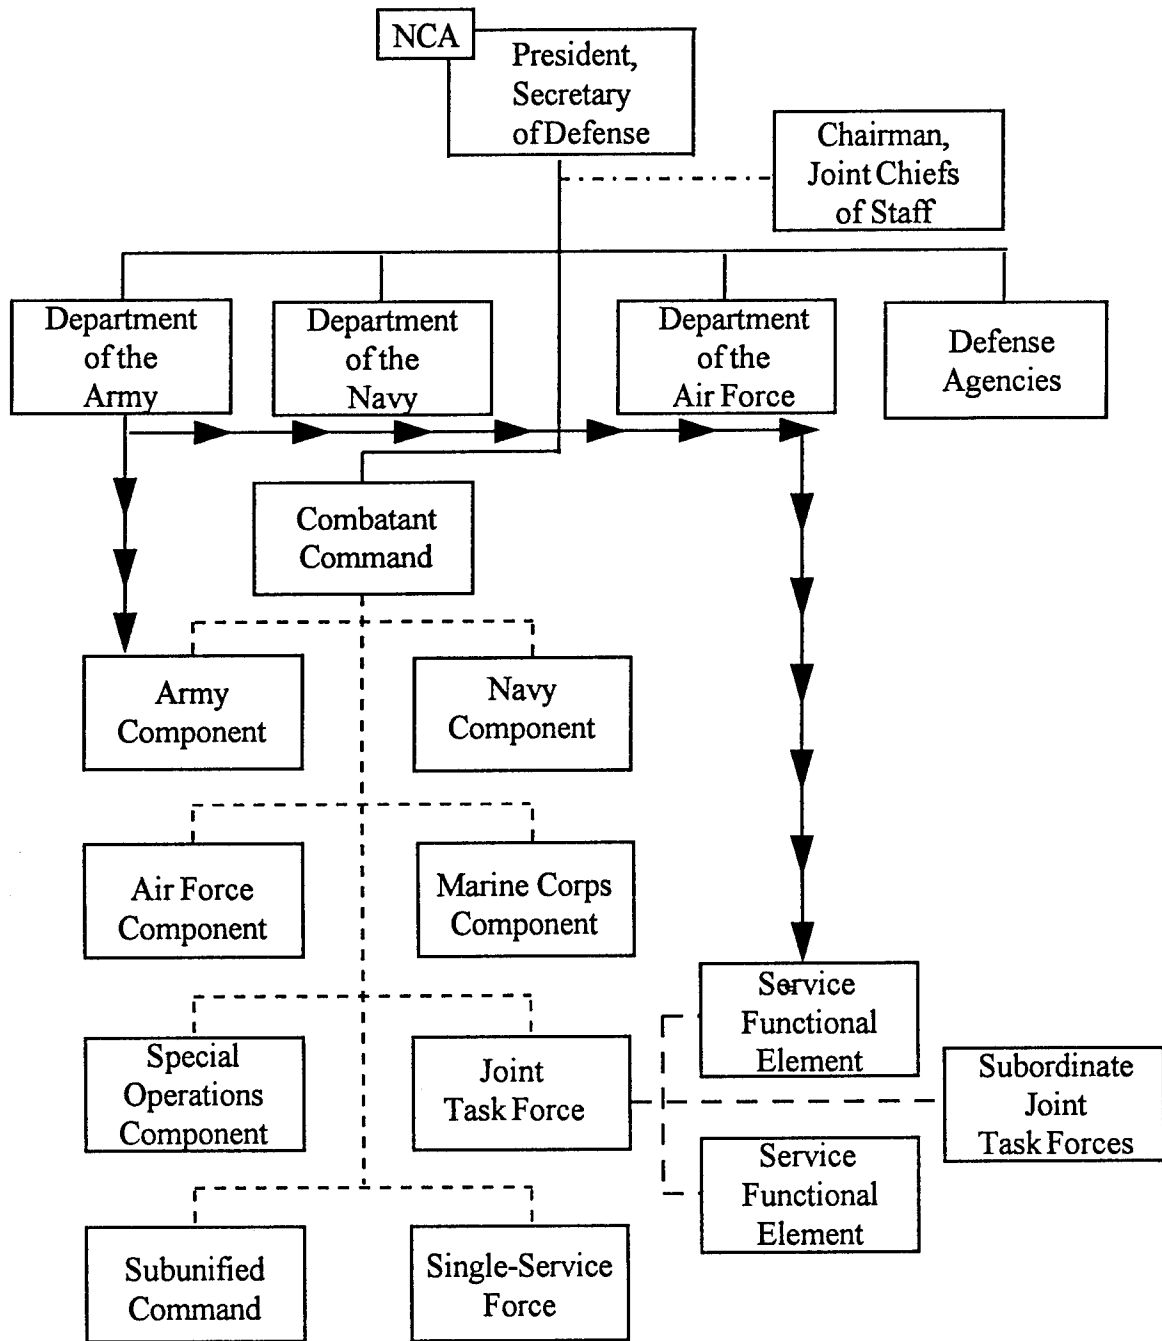 NCA
President,
Secretary
of Defense
Chairman,
Joint Chiefs
of Staff
Department
of the
Army
Department
of the
Navy
Department
of the
Air Force
Defense
Agencies
Combatant
Command
Army
Component
Navy
Component
Air Force
Component
Marine Corps
Component
Special
Operations
Component
Joint
Task Force
Service
Functional
Element
Subordinate
Joint
Task Forces
Service
Functional
Element
Subunified
Command
Single-Service
Force